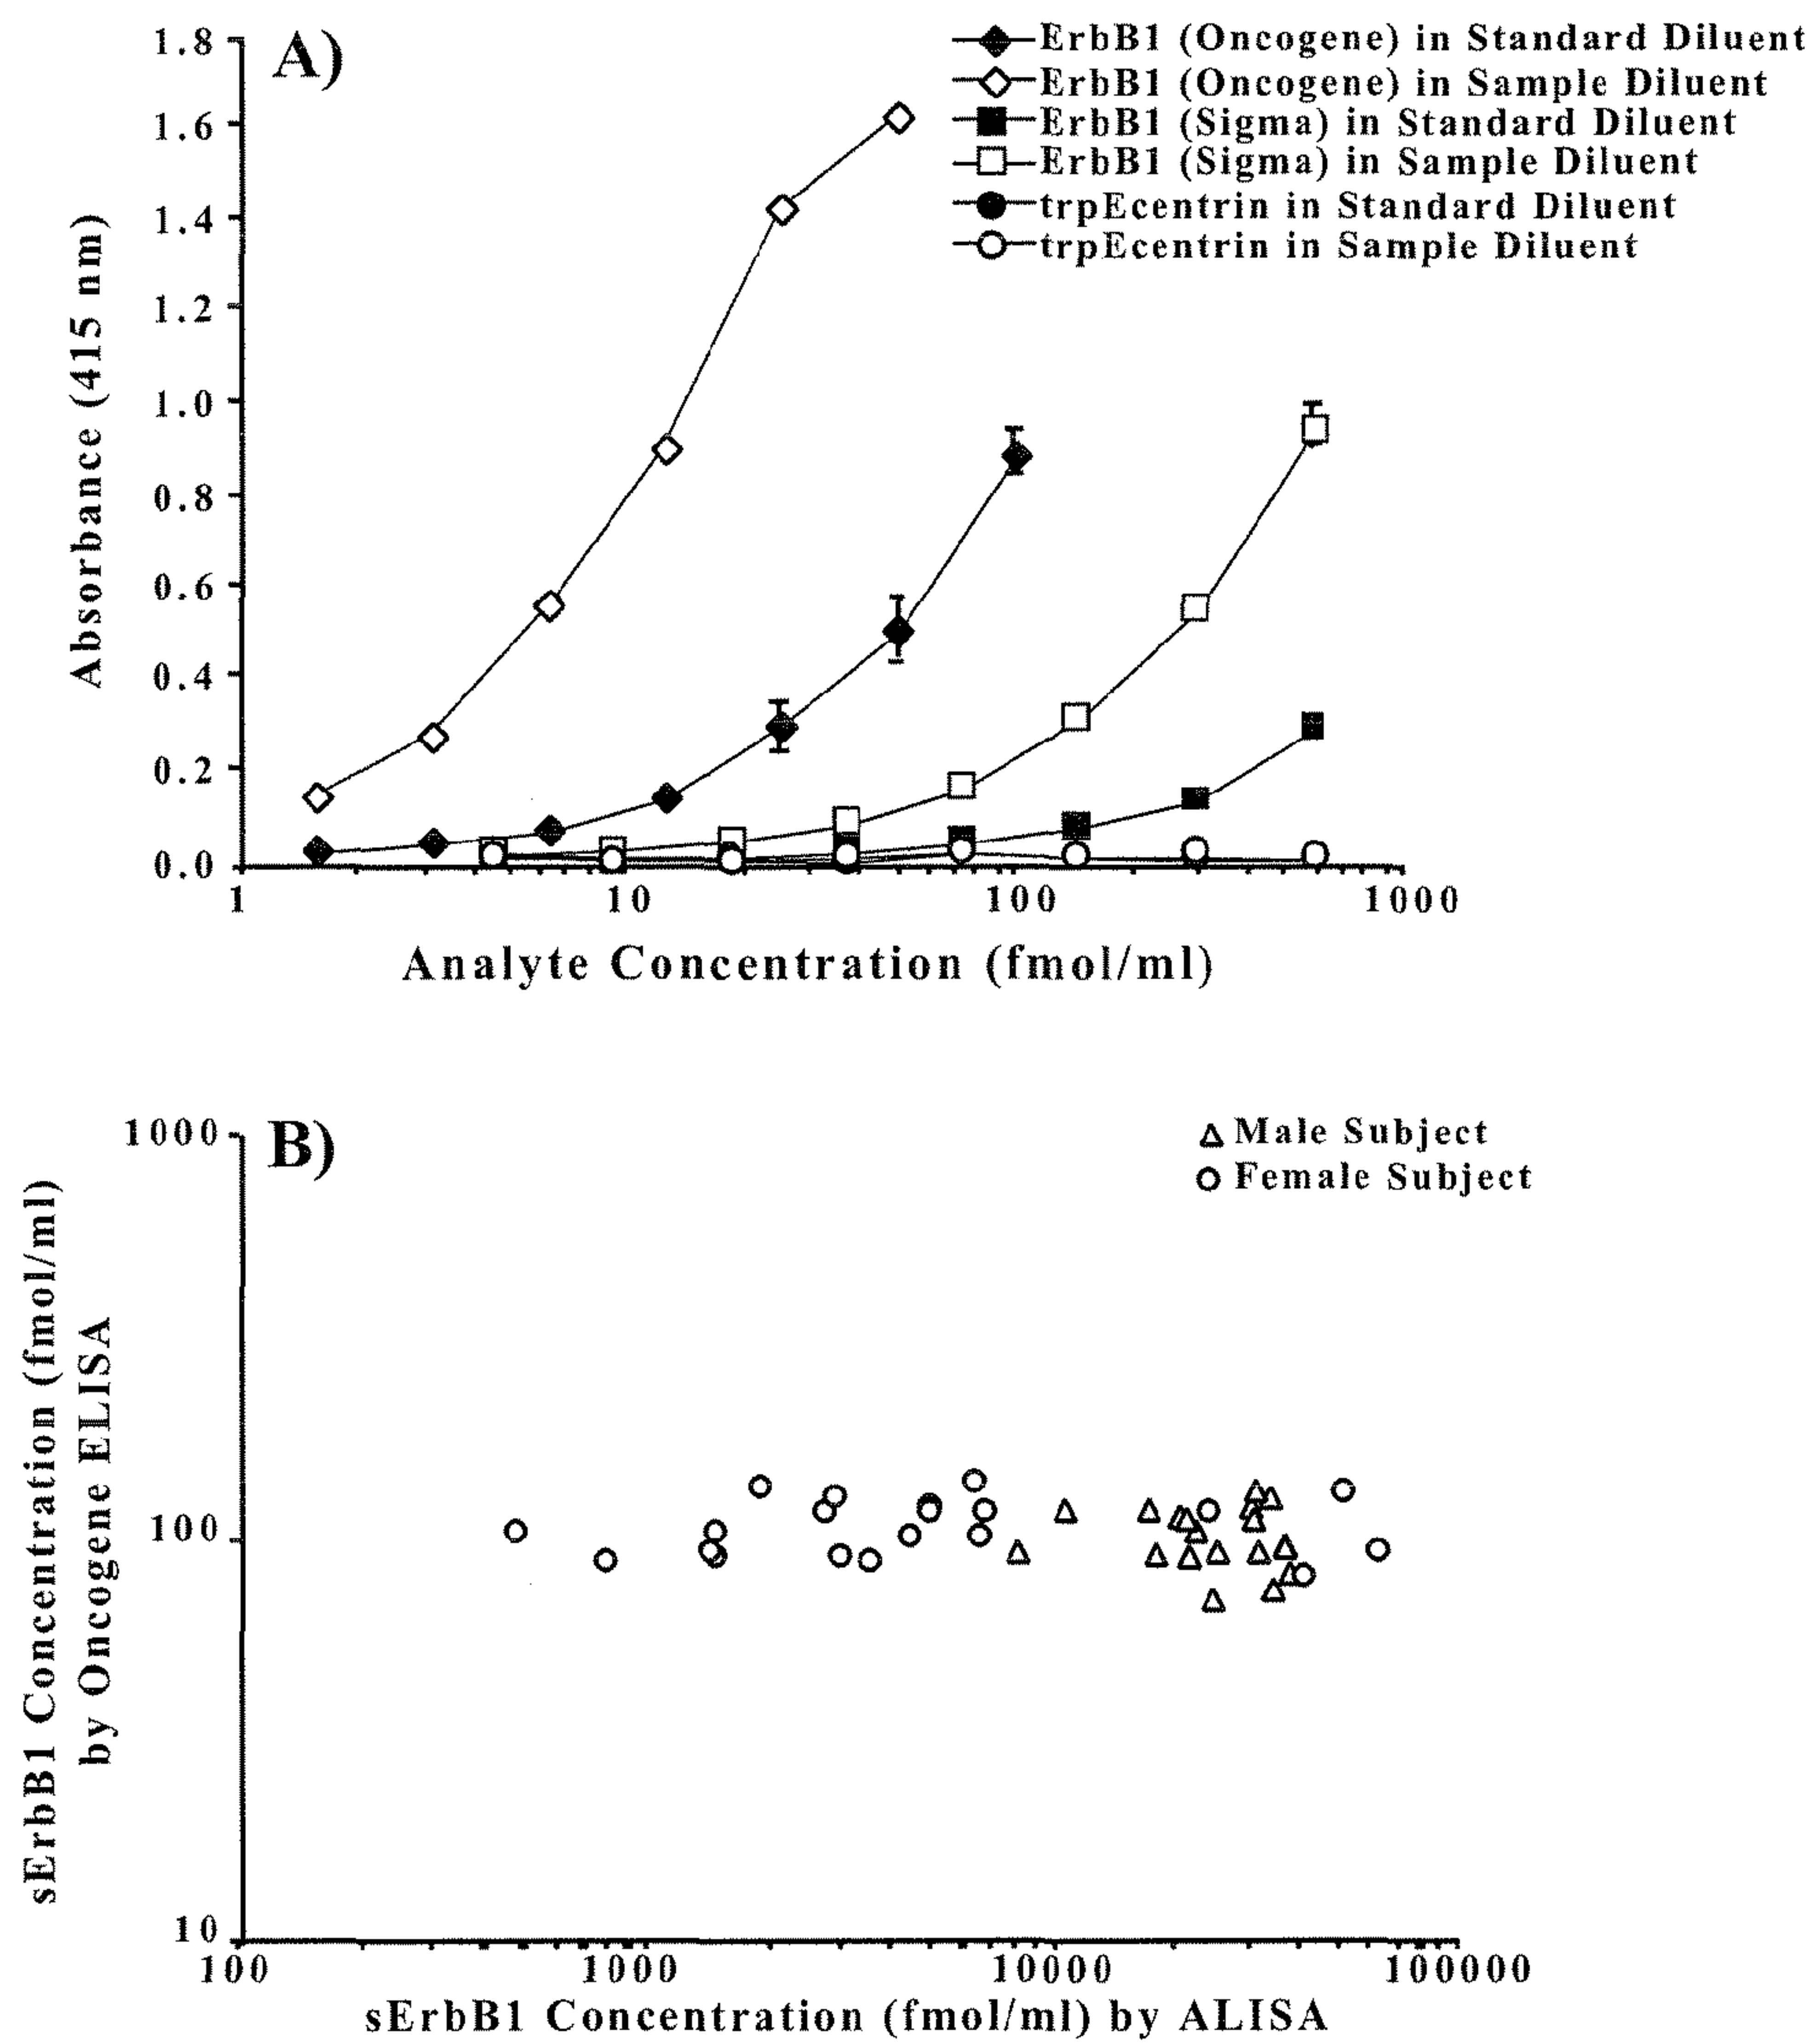 A)
ErbB1 (Oncogene) in Standard Diluent
ErbB1 (Oncogene) in Sample Diluent
ErbB1 (Sigma) in Standard Diluent
ErbB1 (Sigma) in Sample Diluent
trpEcentrin in Standard Diluent
trpEcentrin in Sample Diluent
Absorbance (415 nm)
1.8
1.6
1.4
1.2
1.0
0.8
0.6
0.4
0.2
0.0
1 10 100 1000
Analyte Concentration (fmol/ml)
B)
Male Subject
Female Subject
sErbB1 Concentration (fmol/ml)
by Oncogene ELISA
1000
100
10
100 1000 10000 100000
sErbB1 Concentration (fmol/ml) by ALISA